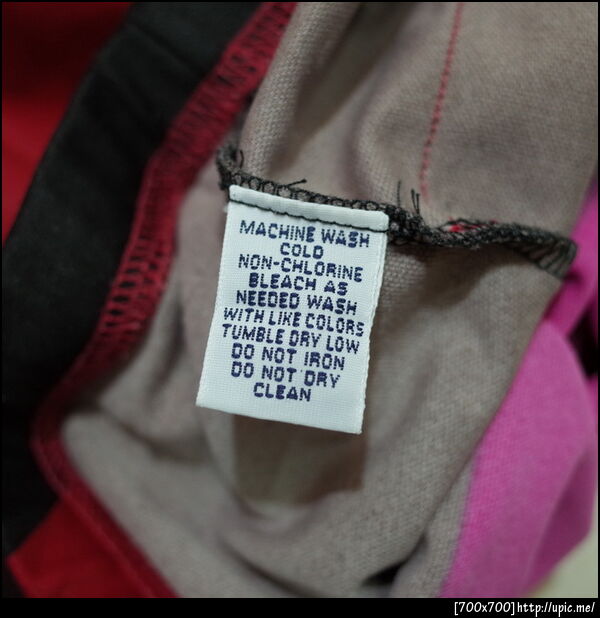 MACHINE WASH
COLD
NON-CHLORINE
BLEACH AS
NEEDED WASH
WITH LIKE COLORS
TUMBLE DRY LOW
DO NOT IRON
DO NOT DRY
CLEAN
[700x700] http://upic.me/